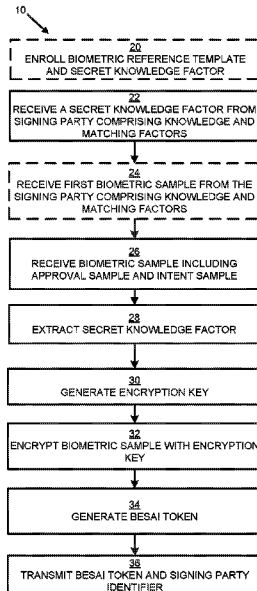 10
20
ENROLL BIOMETRIC REFERENCE TEMPLATE
AND SECRET KNOWLEDGE FACTOR
22
RECEIVE A SECRET KNOWLEDGE FACTOR FROM
SIGNING PARTY COMPRISING KNOWLEDGE AND
MATCHING FACTORS
24
RECEIVE FIRST BIOMETRIC SAMPLE FROM THE
SIGNING PARTY COMPRISING KNOWLEDGE AND
MATCHING FACTORS
26
RECEIVE BIOMETRIC SAMPLE INCLUDING
APPROVAL SAMPLE AND INTENT SAMPLE
28
EXTRACT SECRET KNOWLEDGE FACTOR
30
GENERATE ENCRYPTION KEY
32
ENCRYPT BIOMETRIC SAMPLE WITH ENCRYPTION
KEY
34
GENERATE BESAI TOKEN
36
TRANSMIT BESAI TOKEN AND SIGNING PARTY
IDENTIFIER